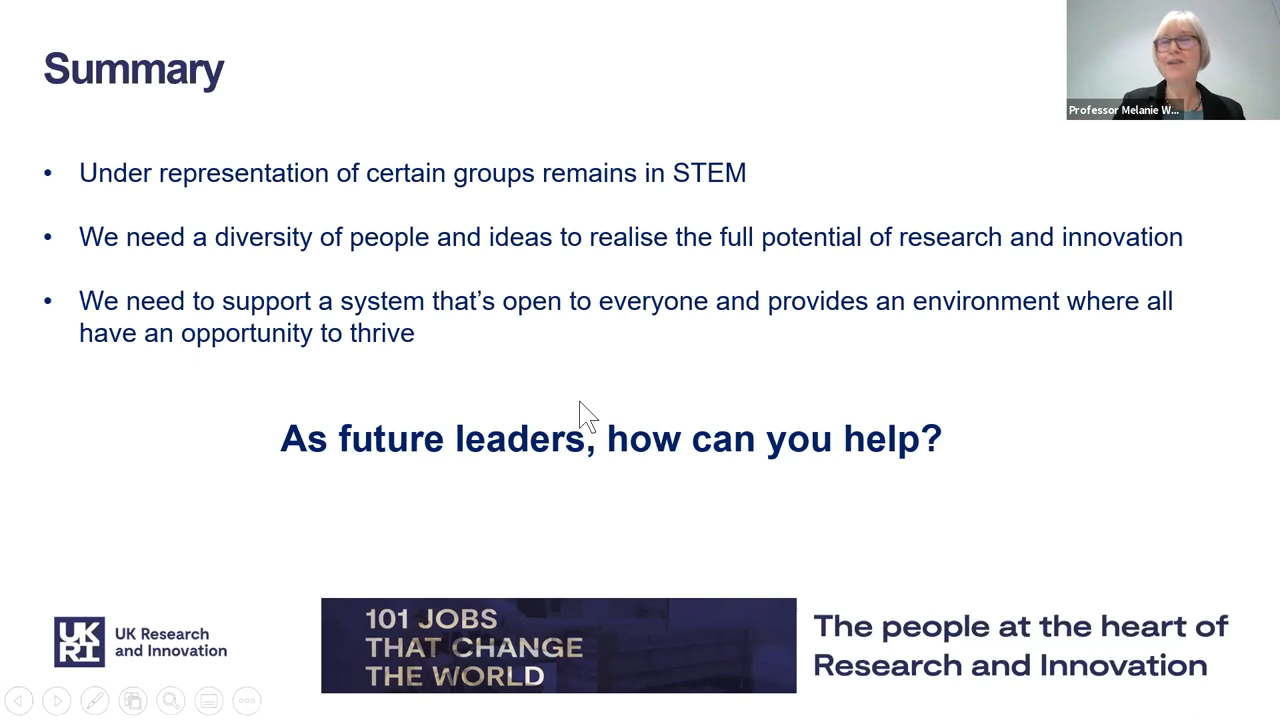 Summary
Professor Melanie W...
• Under representation of certain groups remains in STEM
• We need a diversity of people and ideas to realise the full potential of research and innovation
• We need to support a system that’s open to everyone and provides an environment where all
have an opportunity to thrive
As future leaders, how can you help?
UK
RI
UK Research
and Innovation
101 JOBS
THAT CHANGE
THE WORLD
The people at the heart of
Research and Innovation